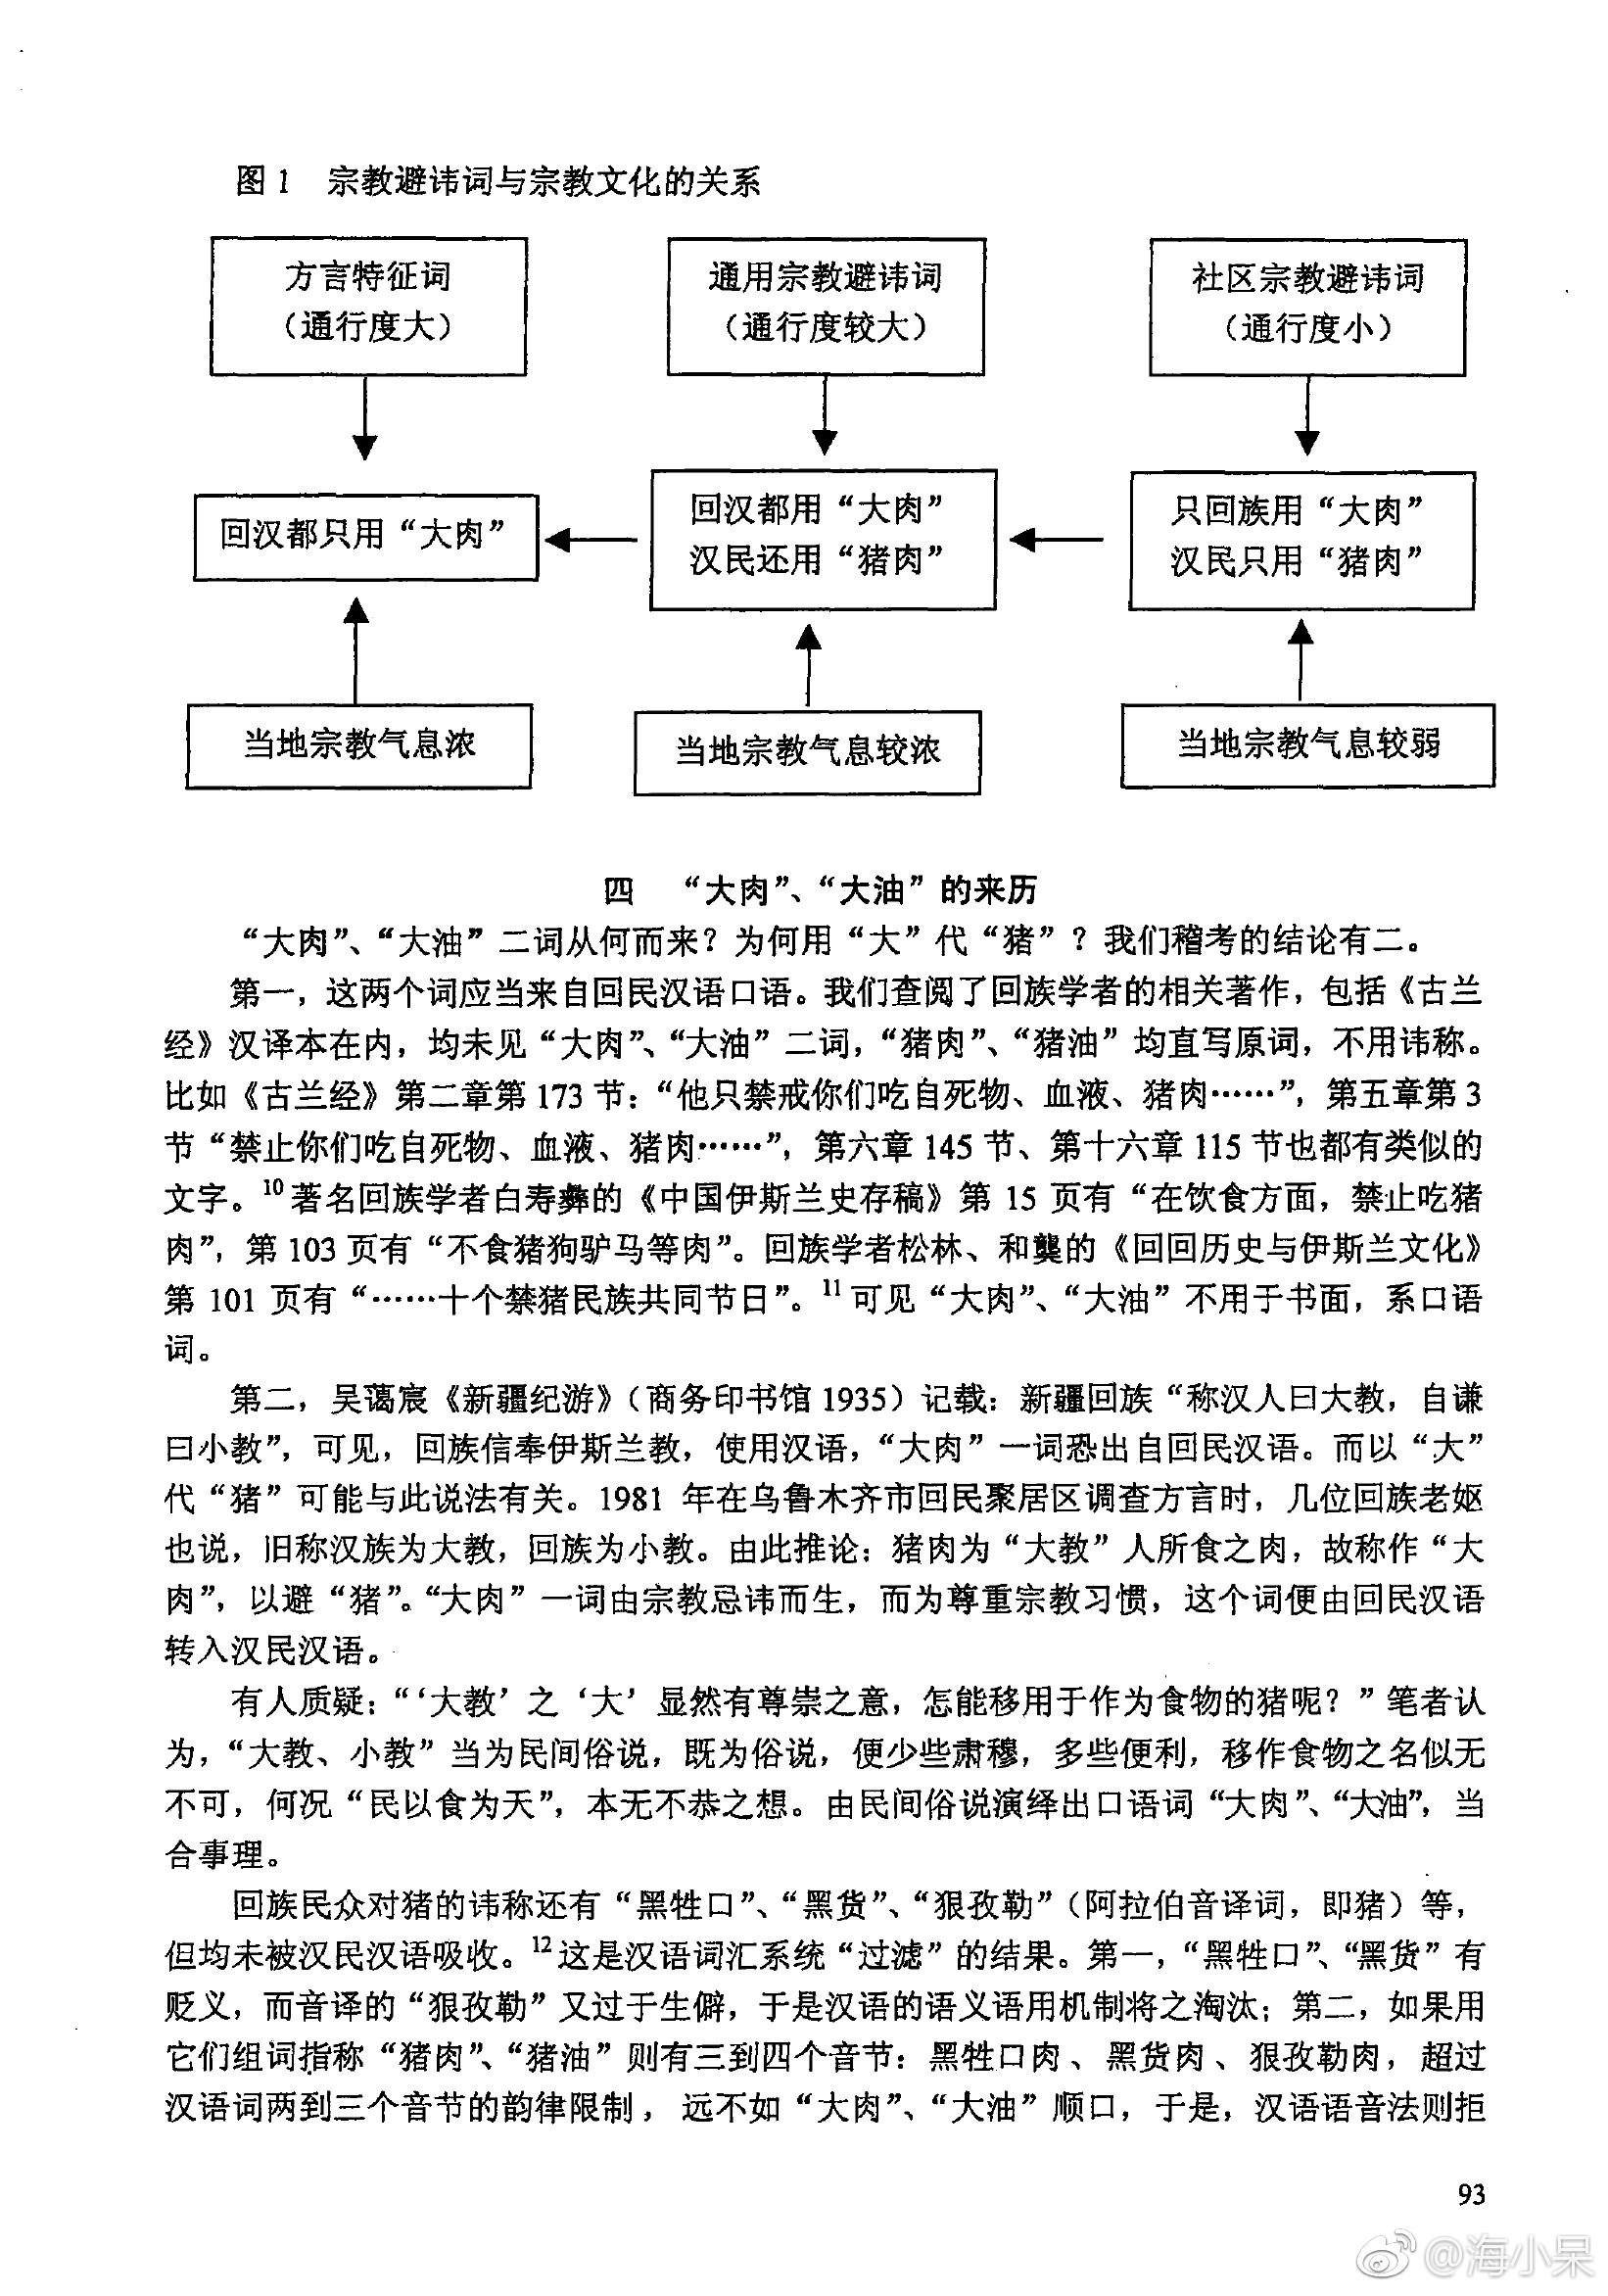 图1 宗教避讳词与宗教文化的关系
方言特征词
（通行度大）
通用宗教避讳词
（通行度较大）
社区宗教避讳词
（通行度小）
回汉都只用“大肉”
回汉都用“大肉”
汉民还用“猪肉”
只回族用“大肉”
汉民只用“猪肉”
当地宗教气息浓
当地宗教气息较浓
当地宗教气息较弱
四 “大肉”、“大油”的来历
“大肉”、“大油”二词从何而来？为何用“大”代“猪”？我们稽考的结论有二。
第一，这两个词应当来自回民汉语口语。我们查阅了回族学者的相关著作，包括《古兰
经》汉译本在内，均未见“大肉”、“大油”二词，“猪肉”、“猪油”均直写原词，不用讳称。
比如《古兰经》第二章第 173 节：“他只禁戒你们吃自死物、血液、猪肉……”，第五章第 3
节“禁止你们吃自死物、血液、猪肉……”，第六章 145 节、第十六章 115 节也都有类似的
文字。10 著名回族学者白寿彝的《中国伊斯兰史存稿》第 15 页有“在饮食方面，禁止吃猪
肉”，第 103 页有“不食猪狗驴马等肉”。回族学者松林、和龑的《回回历史与伊斯兰文化》
第 101 页有“……十个禁猪民族共同节日”。11 可见“大肉”、“大油”不用于书面，系口语
词。
第二，吴蔼宸《新疆纪游》（商务印书馆 1935）记载：新疆回族“称汉人曰大教，自谦
曰小教”，可见，回族信奉伊斯兰教，使用汉语，“大肉”一词恐出自回民汉语。而以“大”
代“猪”可能与此说法有关。1981 年在乌鲁木齐市回民聚居区调查方言时，几位回族老妪
也说，旧称汉族为大教，回族为小教。由此推论：猪肉为“大教”人所食之肉，故称作“大
肉”，以避“猪”。“大肉”一词由宗教忌讳而生，而为尊重宗教习惯，这个词便由回民汉语
转入汉民汉语。
有人质疑：“‘大教’之‘大’显然有尊崇之意，怎能移用于作为食物的猪呢？”笔者认
为，“大教、小教”当为民间俗说，既为俗说，便少些肃穆，多些便利，移作食物之名似无
不可，何况“民以食为天”，本无不恭之想。由民间俗说演绎出口语词“大肉”、“大油”，当
合事理。
回族民众对猪的讳称还有“黑牲口”、“黑货”、“狠孜勒”（阿拉伯音译词，即猪）等，
但均未被汉民汉语吸收。12 这是汉语词汇系统“过滤”的结果。第一，“黑牲口”、“黑货”有
贬义，而音译的“狠孜勒”又过于生僻，于是汉语的语义语用机制将之淘汰；第二，如果用
它们组词指称“猪肉”、“猪油”则有三到四个音节：黑牲口肉、黑货肉、狠孜勒肉，超过
汉语词两到三个音节的韵律限制，远不如“大肉”、“大油”顺口，于是，汉语语音法则拒
93
@海小呆